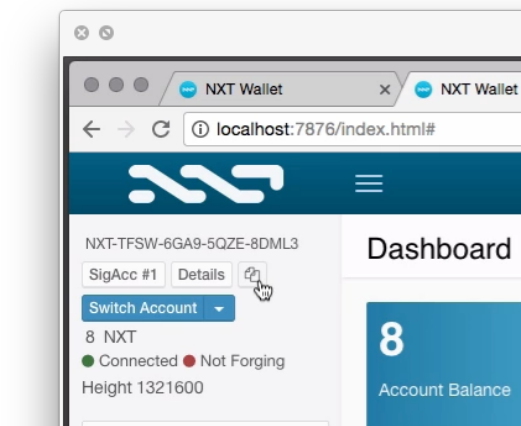 NXT Wallet
NXT Wallet
localhost:7876/index.html#
NXT
NXT-TFSW-6GA9-5QZE-8DML3
SigAcc #1 Details
Switch Account
8 NXT
Connected Not Forging
Height 1321600
Dashboard
8
Account Balance